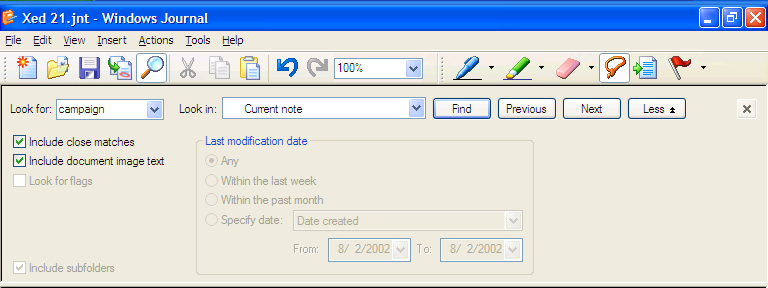 Xed 21.jnt - Windows Journal
File Edit View Insert Actions Tools Help
100%
Look for: campaign Look in: Current note Find Previous Next Less
Include close matches
Include document image text
Look for flags
Include subfolders
Last modification date
Any
Within the last week
Within the past month
Specify date: Date created
From: 8/ 2/2002 To: 8/ 2/2002